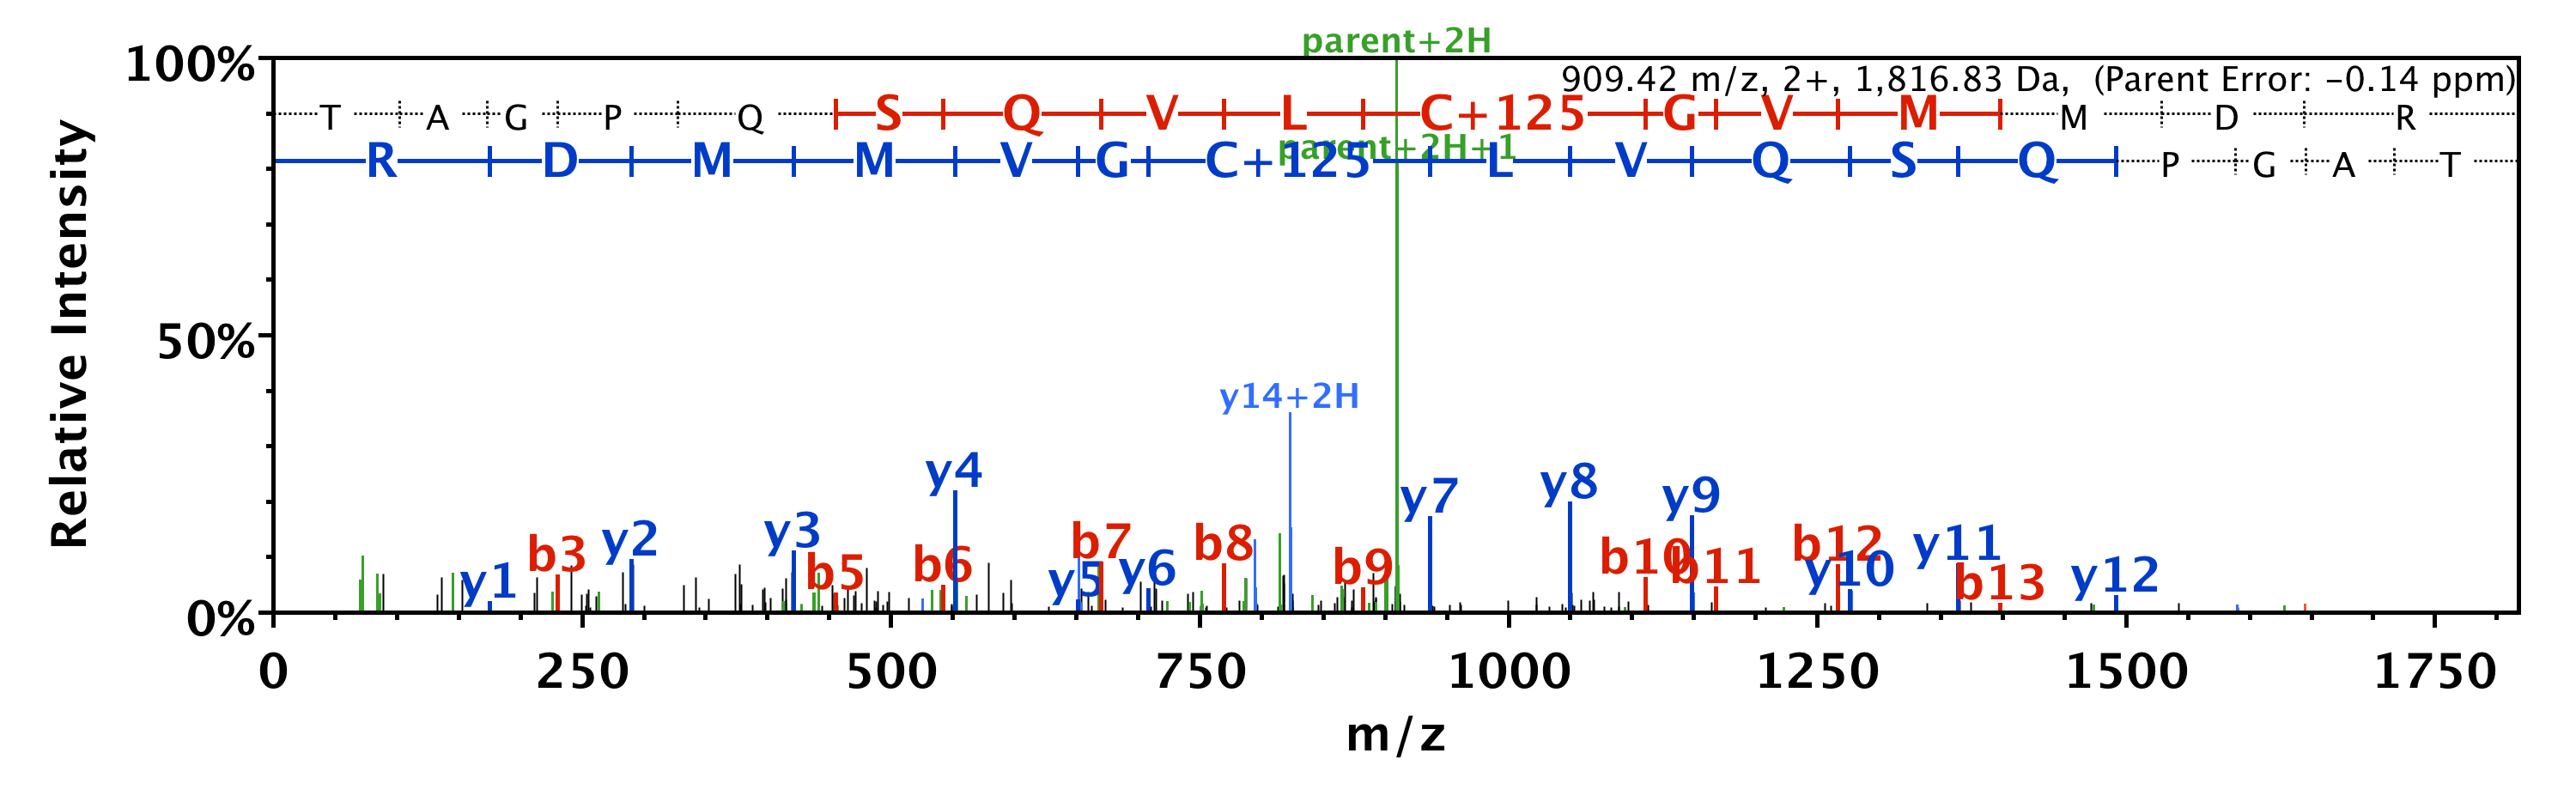 parent+2H
100%
909.42 m/z, 2+, 1,816.83 Da, (Parent Error: −0.14 ppm)
T A G P Q S Q V L C+125 G V M M D R
parent+2H+1
R D M M V G C+125 L V Q S Q P G A T
Relative Intensity
50%
y14+2H
y4
y7
y8
y9
y1
b3
y2
y3
b5
b6
y5
b7
y6
b8
b9
b10
b11
b12
y10
y11
b13
y12
0%
0 250 500 750 1000 1250 1500 1750
m/z